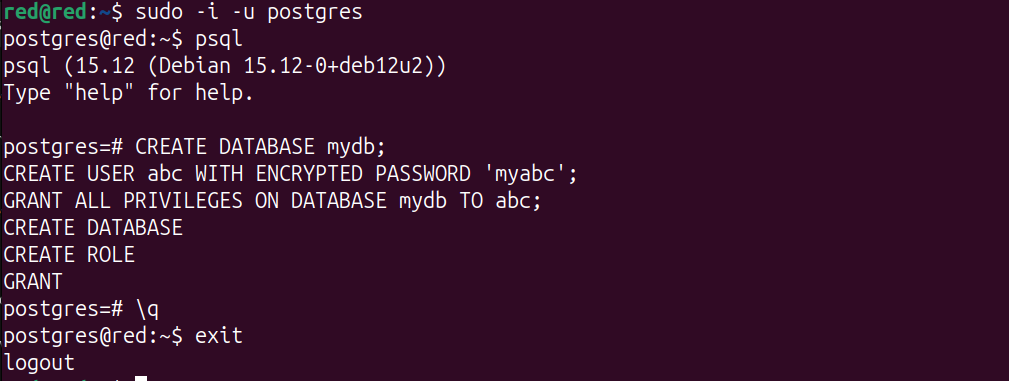 red@red:~$ sudo -i -u postgres
postgres@red:~$ psql
psql (15.12 (Debian 15.12-0+deb12u2))
Type "help" for help.
postgres=# CREATE DATABASE mydb;
CREATE USER abc WITH ENCRYPTED PASSWORD 'myabc';
GRANT ALL PRIVILEGES ON DATABASE mydb TO abc;
CREATE DATABASE
CREATE ROLE
GRANT
postgres=# \q
postgres@red:~$ exit
logout